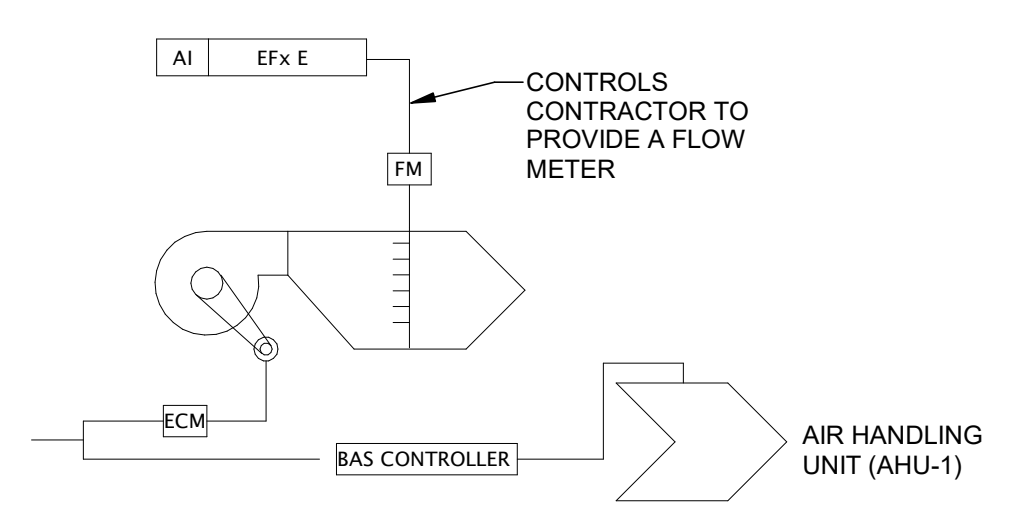 AI EFx E
CONTROLS
CONTRACTOR TO
PROVIDE A FLOW
METER
FM
ECM
BAS CONTROLLER
AIR HANDLING
UNIT (AHU-1)